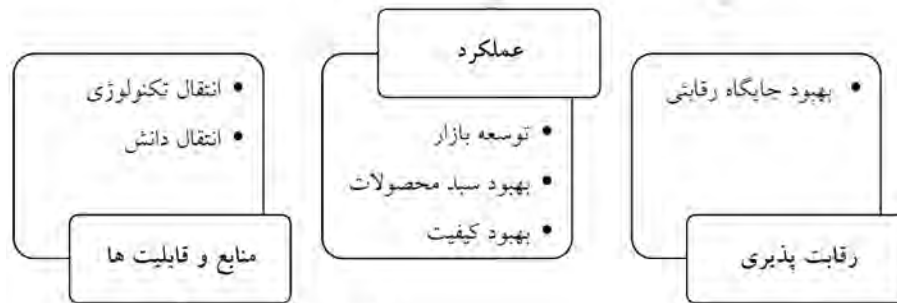 • بهبود جایگاه رقابتی
رقابت پذیری
عملکرد
• توسعه بازار
• بهبود سبد محصولات
• بهبود کیفیت
• انتقال تکنولوژی
• انتقال دانش
منابع و قابلیت ها